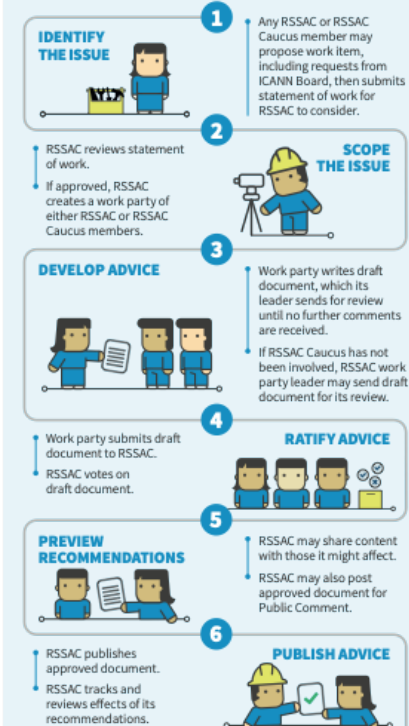 1
IDENTIFY
THE ISSUE
Any RSSAC or RSSAC
Caucus member may
propose work item,
including requests from
ICANN Board, then submits
statement of work for
RSSAC to consider.
2
SCOPE
THE ISSUE
RSSAC reviews statement
of work.
If approved, RSSAC
creates a work party of
either RSSAC or RSSAC
Caucus members.
3
DEVELOP ADVICE
Work party writes draft
document, which its
leader sends for review
until no further comments
are received.
If RSSAC Caucus has not
been involved, RSSAC work
party leader may send draft
document for its review.
4
RATIFY ADVICE
Work party submits draft
document to RSSAC.
RSSAC votes on
draft document.
5
PREVIEW
RECOMMENDATIONS
RSSAC may share content
with those it might affect.
RSSAC may also post
approved document for
Public Comment.
6
PUBLISH ADVICE
RSSAC publishes
approved document.
RSSAC tracks and
reviews effects of its
recommendations.